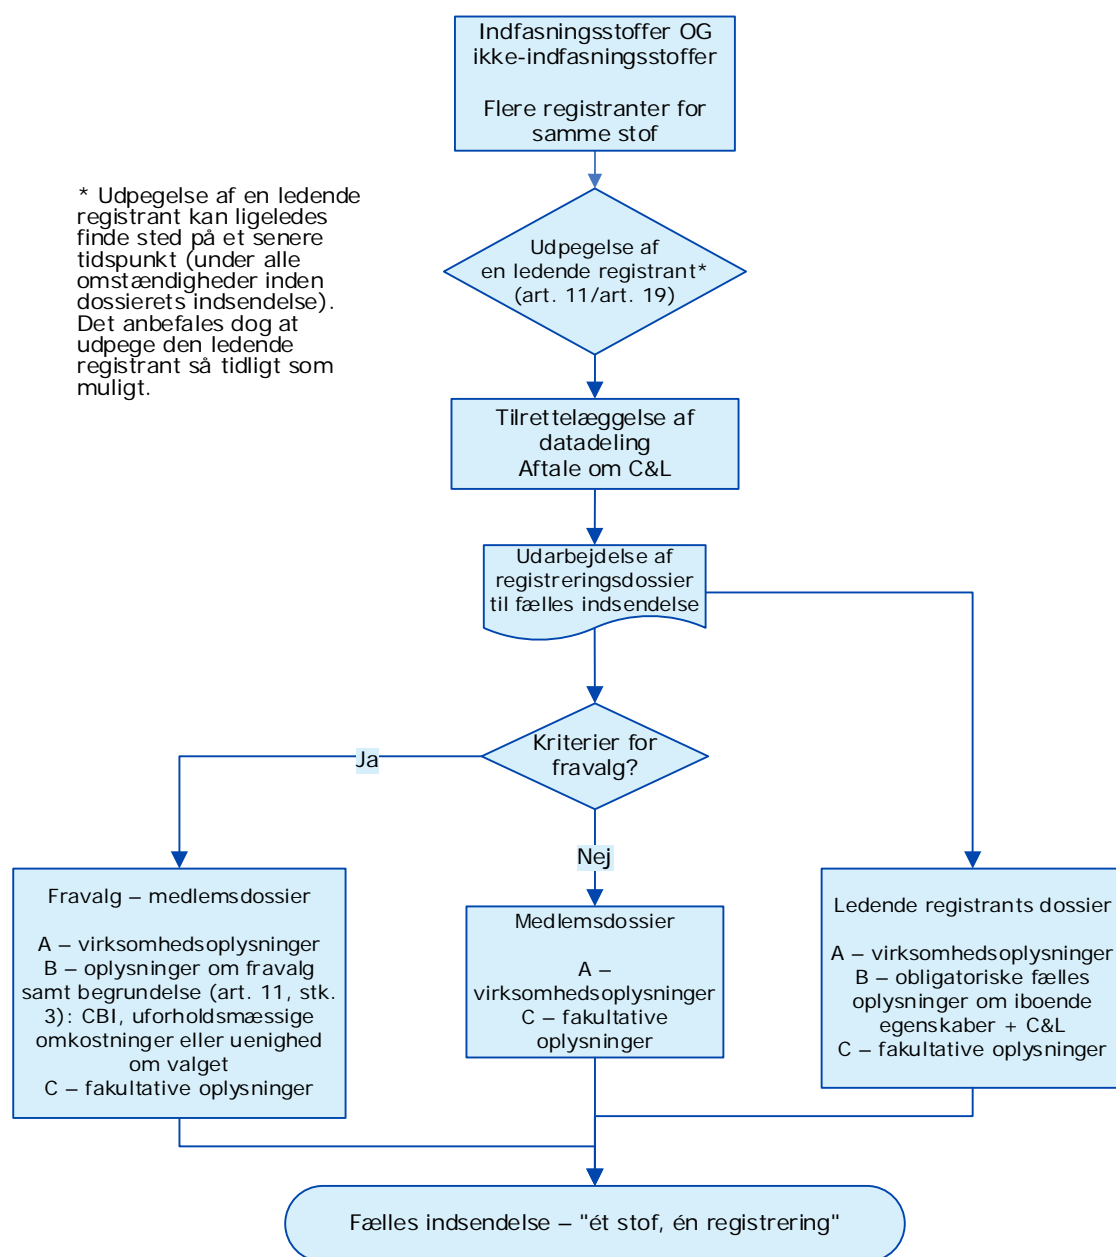 Indfasningsstoffer OG
ikke-indfasningsstoffer
Flere registranter for
samme stof
* Udpegelse af en ledende
registrant kan ligeledes
finde sted på et senere
tidspunkt (under alle
omstændigheder inden
dossierets indsendelse).
Det anbefales dog at
udpege den ledende
registrant så tidligt som
muligt.
Udpegelse af
en ledende registrant*
(art. 11/art. 19)
Tilrettelæggelse af
datadeling
Aftale om C&L
Udarbejdelse af
registreringsdossier
til fælles indsendelse
Kriterier for
fravalg?
Ja
Nej
Fravalg – medlemsdossier
A – virksomhedsoplysninger
B – oplysninger om fravalg
samt begrundelse (art. 11, stk.
3): CBI, uforholdsmæssige
omkostninger eller uenighed
om valget
C – fakultative oplysninger
Medlemsdossier
A –
virksomhedsoplysninger
C – fakultative
oplysninger
Ledende registrants dossier
A – virksomhedsoplysninger
B – obligatoriske fælles
oplysninger om iboende
egenskaber + C&L
C – fakultative oplysninger
Fælles indsendelse – "ét stof, én registrering"